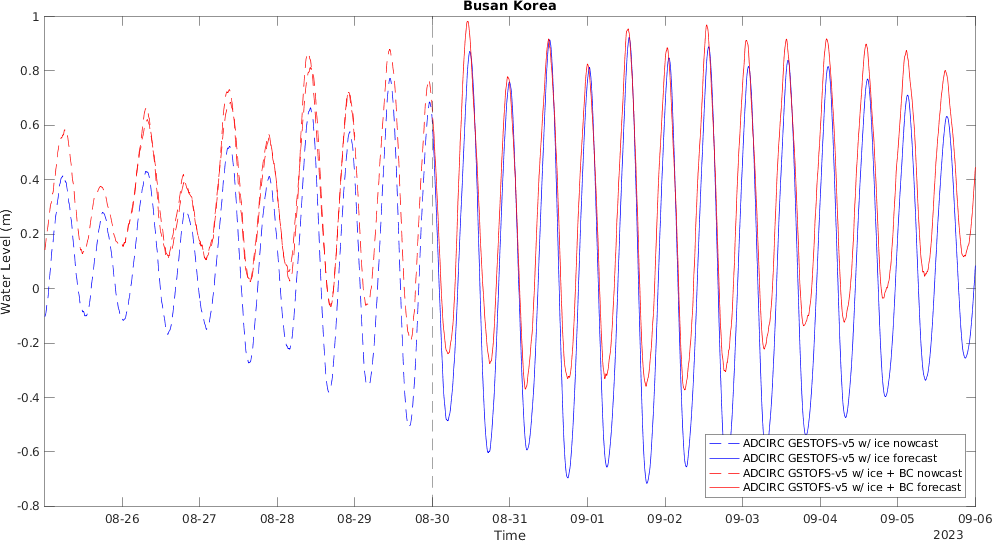 Busan Korea
Water Level (m)
1
0.8
0.6
0.4
0.2
0
-0.2
-0.4
-0.6
-0.8
ADCIRC GESTOFS-v5 w/ ice nowcast
ADCIRC GESTOFS-v5 w/ ice forecast
ADCIRC GSTOFS-v5 w/ ice + BC nowcast
ADCIRC GSTOFS-v5 w/ ice + BC forecast
08-26 08-27 08-28 08-29 08-30 08-31 09-01 09-02 09-03 09-04 09-05 09-06
Time
2023